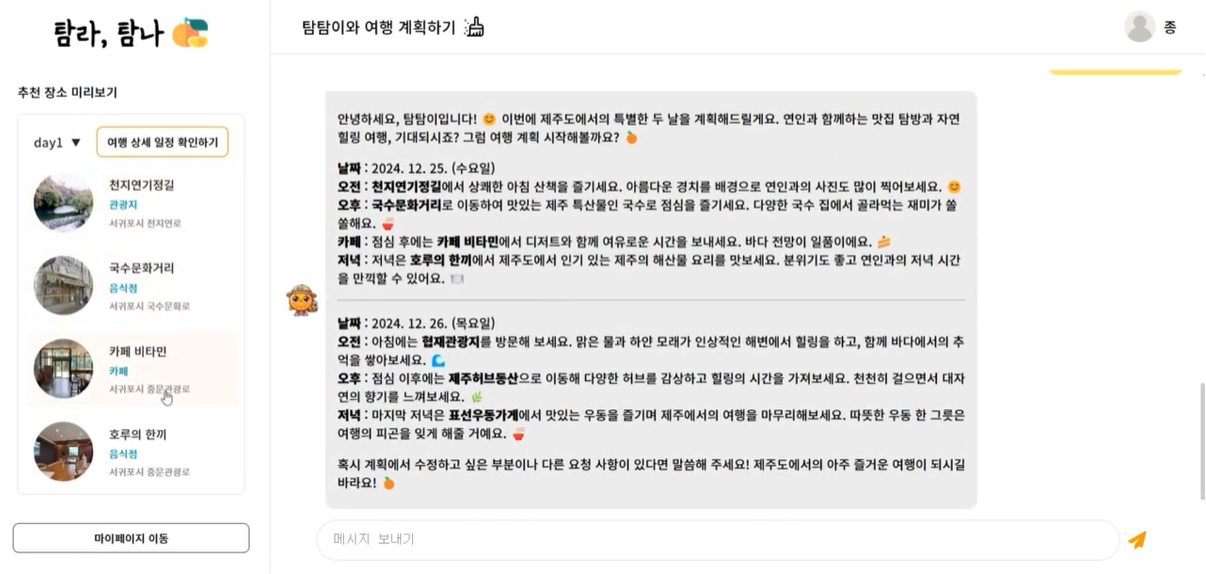 탐라, 탐나
탐탐이와 여행 계획하기
종
추천 장소 미리보기
day1 ▼
여행 상세 일정 확인하기
천지연기정길
관광지
서귀포시 천지연로
국수문화거리
음식점
서귀포시 국수문화로
카페 비타민
카페
서귀포시 중문관광로
호루의 한끼
음식점
서귀포시 중문관광로
마이페이지 이동
안녕하세요, 탐탐이입니다! 😊 이번에 제주도에서의 특별한 두 날을 계획해드릴게요. 연인과 함께하는 맛집 탐방과 자연
힐링 여행, 기대되시죠? 그럼 여행 계획 시작해볼까요? 🍊
날짜 : 2024. 12. 25. (수요일)
오전 : 천지연기정길에서 상쾌한 아침 산책을 즐기세요. 아름다운 경치를 배경으로 연인과의 사진도 많이 찍어보세요. 😊
오후 : 국수문화거리로 이동하여 맛있는 제주 특산물인 국수로 점심을 즐기세요. 다양한 국수 집에서 골라먹는 재미가 쏠
쏠해요. 🍜
카페 : 점심 후에는 카페 비타민에서 디저트와 함께 여유로운 시간을 보내세요. 바다 전망이 일품이에요. 🍰
저녁 : 저녁은 호루의 한끼에서 제주도에서 인기 있는 제주의 해산물 요리를 맛보세요. 분위기도 좋고 연인과의 저녁 시간
을 만끽할 수 있어요. 🍽️
날짜 : 2024. 12. 26. (목요일)
오전 : 아침에는 협재관광지를 방문해 보세요. 맑은 물과 하얀 모래가 인상적인 해변에서 힐링을 하고, 함께 바다에서의 추
억을 쌓아보세요. 🌊
오후 : 점심 이후에는 제주허브동산으로 이동해 다양한 허브를 감상하고 힐링의 시간을 가져보세요. 천천히 걸으면서 대자
연의 향기를 느껴보세요. 🌿
저녁 : 마지막 저녁은 표선우동가게에서 맛있는 우동을 즐기며 제주에서의 여행을 마무리해보세요. 따뜻한 우동 한 그릇은
여행의 피곤을 잊게 해줄 거예요. 🍜
혹시 계획에서 수정하고 싶은 부분이나 다른 요청 사항이 있다면 말씀해 주세요! 제주도에서의 아주 즐거운 여행이 되시길
바라요! 🍊
메시지 보내기